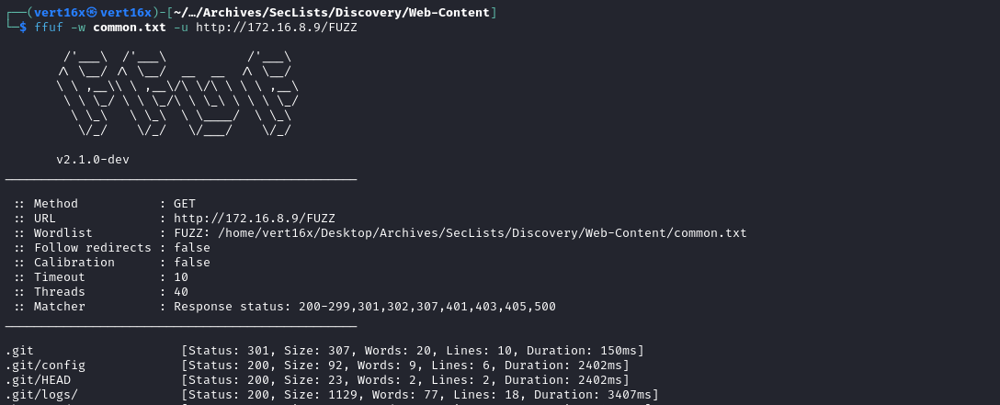 ┌──(vert16x㉿vert16x)-[~/…/Archives/SecLists/Discovery/Web-Content]
└─$ ffuf -w common.txt -u http://172.16.8.9/FUZZ
        /'___\  /'___\           /'___\
       /\ \__/ /\ \__/  __  __  /\ \__/
       \ \ ,__\\ \ ,__\/\ \/\ \ \ \ ,__\
        \ \ \_/ \ \ \_/\ \ \_\ \ \ \ \_/
         \ \_\   \ \_\  \ \____/  \ \_\
          \/_/    \/_/   \/___/    \/_/
       v2.1.0-dev
________________________________________________
 :: Method           : GET
 :: URL              : http://172.16.8.9/FUZZ
 :: Wordlist         : FUZZ: /home/vert16x/Desktop/Archives/SecLists/Discovery/Web-Content/common.txt
 :: Follow redirects : false
 :: Calibration      : false
 :: Timeout          : 10
 :: Threads          : 40
 :: Matcher          : Response status: 200-299,301,302,307,401,403,405,500
________________________________________________
.git                    [Status: 301, Size: 307, Words: 20, Lines: 10, Duration: 150ms]
.git/config             [Status: 200, Size: 92, Words: 9, Lines: 6, Duration: 2402ms]
.git/HEAD               [Status: 200, Size: 23, Words: 2, Lines: 2, Duration: 2402ms]
.git/logs/              [Status: 200, Size: 1129, Words: 77, Lines: 18, Duration: 3407ms]